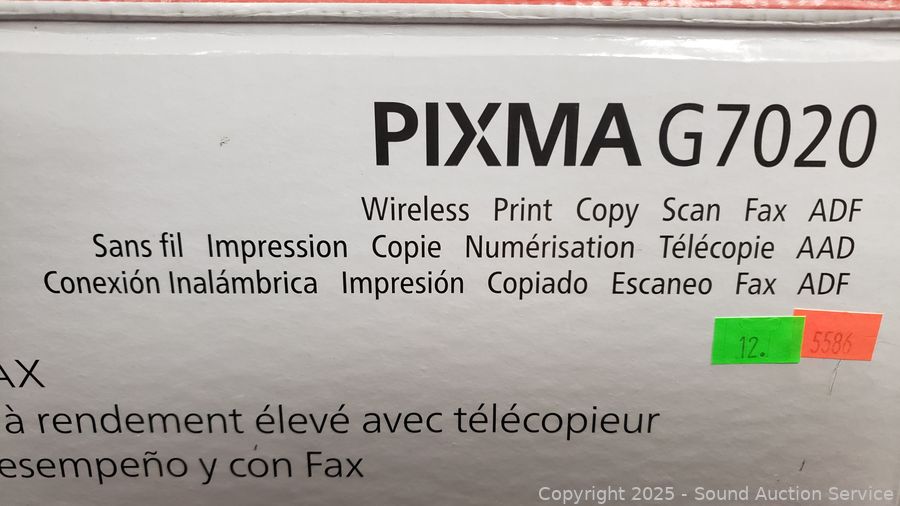 PIXMA G7020
Wireless Print Copy Scan Fax ADF
Sans fil Impression Copie Numérisation Télécopie AAD
Conexión Inalámbrica Impresión Copiado Escaneo Fax ADF
12. 5586
AX
à rendement élevé avec télécopieur
esempeño y con Fax
Copyright 2025 - Sound Auction Service